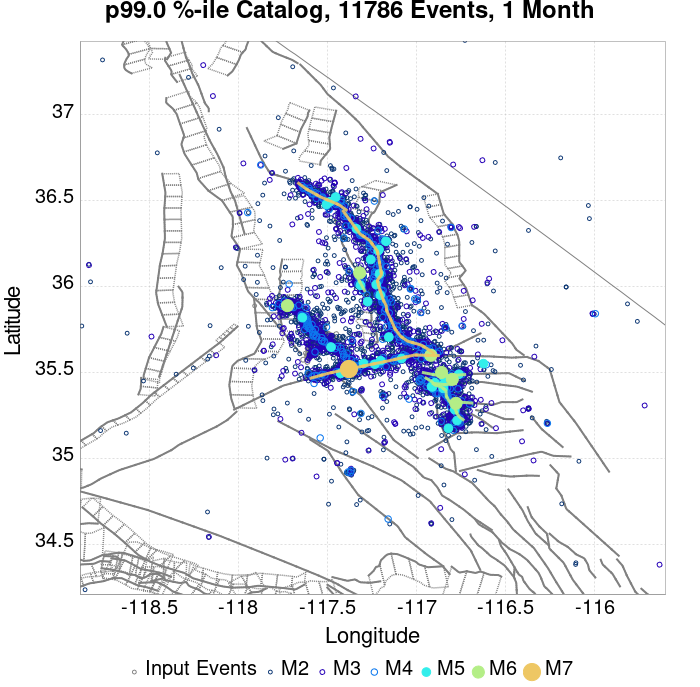 p99.0 %-ile Catalog, 11786 Events, 1 Month
37
36.5
36
35.5
35
34.5
Latitude
-118.5 -118 -117.5 -117 -116.5 -116
Longitude
Input Events M2 M3 M4 M5 M6 M7